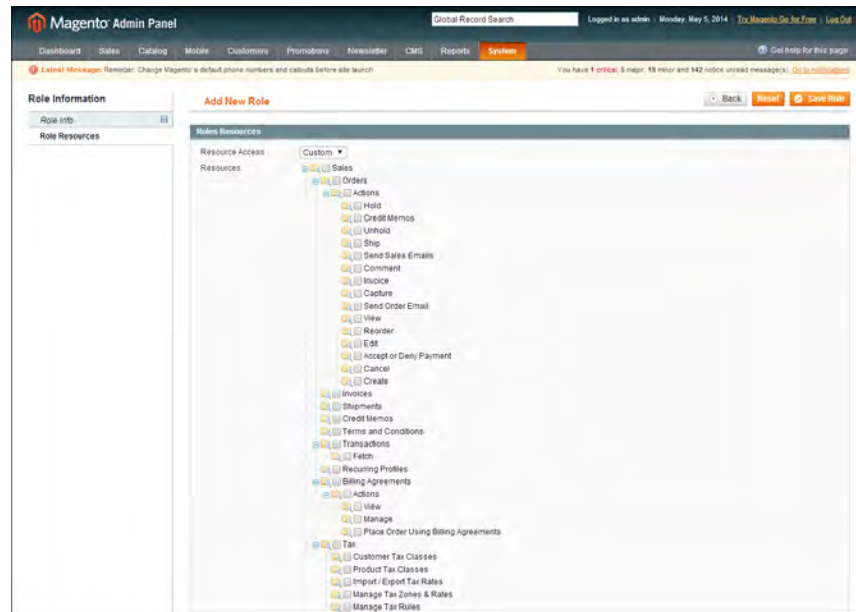 Magento Admin Panel
Global Record Search
Logged in as admin | Monday, May 5, 2014 | Try Magento Go for Free | Log Out
Dashboard Sales Catalog Mobile Customers Promotions Newsletter CMS Reports System
Get help for this page
Latest Message: Reminder: Change Magento's default phone numbers and callouts before site launch
You have 1 critical, 5 major, 19 minor and 142 notice unread message(s). Go to notifications
Role Information
Role Info
Role Resources
Add New Role
Back Reset Save Role
Roles Resources
Resource Access Custom
Resources
Sales
Orders
Actions
Hold
Credit Memos
Unhold
Ship
Send Sales Emails
Comment
Invoice
Capture
Send Order Email
View
Reorder
Edit
Accept or Deny Payment
Cancel
Create
Invoices
Shipments
Credit Memos
Terms and Conditions
Transactions
Fetch
Recurring Profiles
Billing Agreements
Actions
View
Manage
Place Order Using Billing Agreements
Tax
Customer Tax Classes
Product Tax Classes
Import / Export Tax Rates
Manage Tax Zones & Rates
Manage Tax Rules